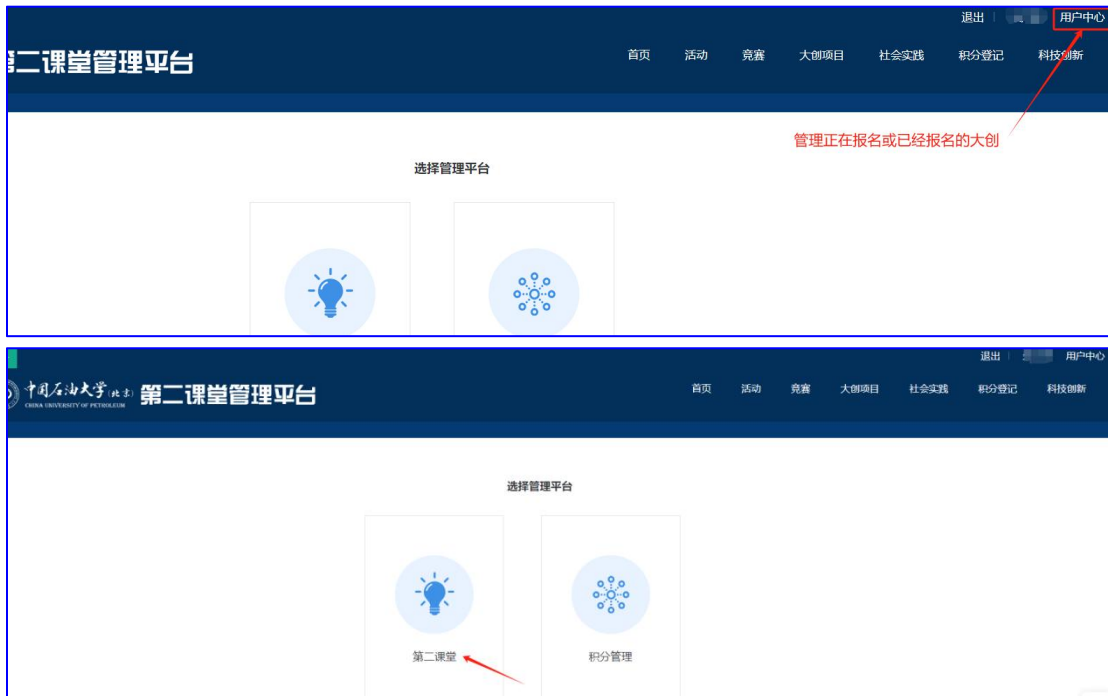 退出 用户中心
二课堂管理平台
首页 活动 竞赛 大创项目 社会实践 积分登记 科技创新
管理正在报名或已经报名的大创
选择管理平台
退出 用户中心
中国石油大学(北京) 第二课堂管理平台
CHINA UNIVERSITY OF PETROLEUM
首页 活动 竞赛 大创项目 社会实践 积分登记 科技创新
选择管理平台
第二课堂 积分管理